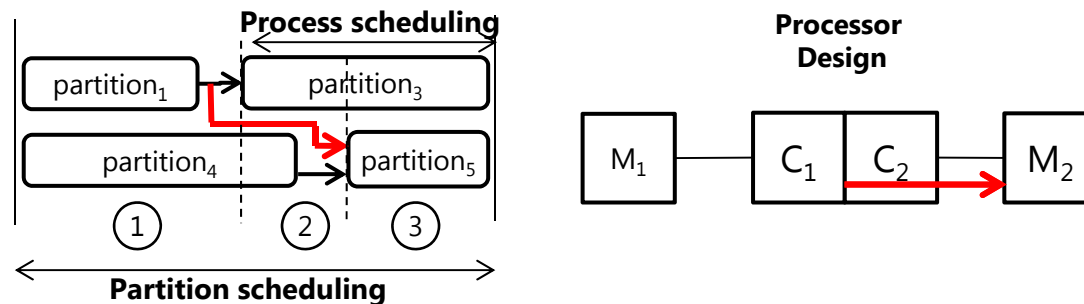 Process scheduling
partition1
partition3
partition4
partition5
1
2
3
Partition scheduling
Processor
Design
M1
C1
C2
M2